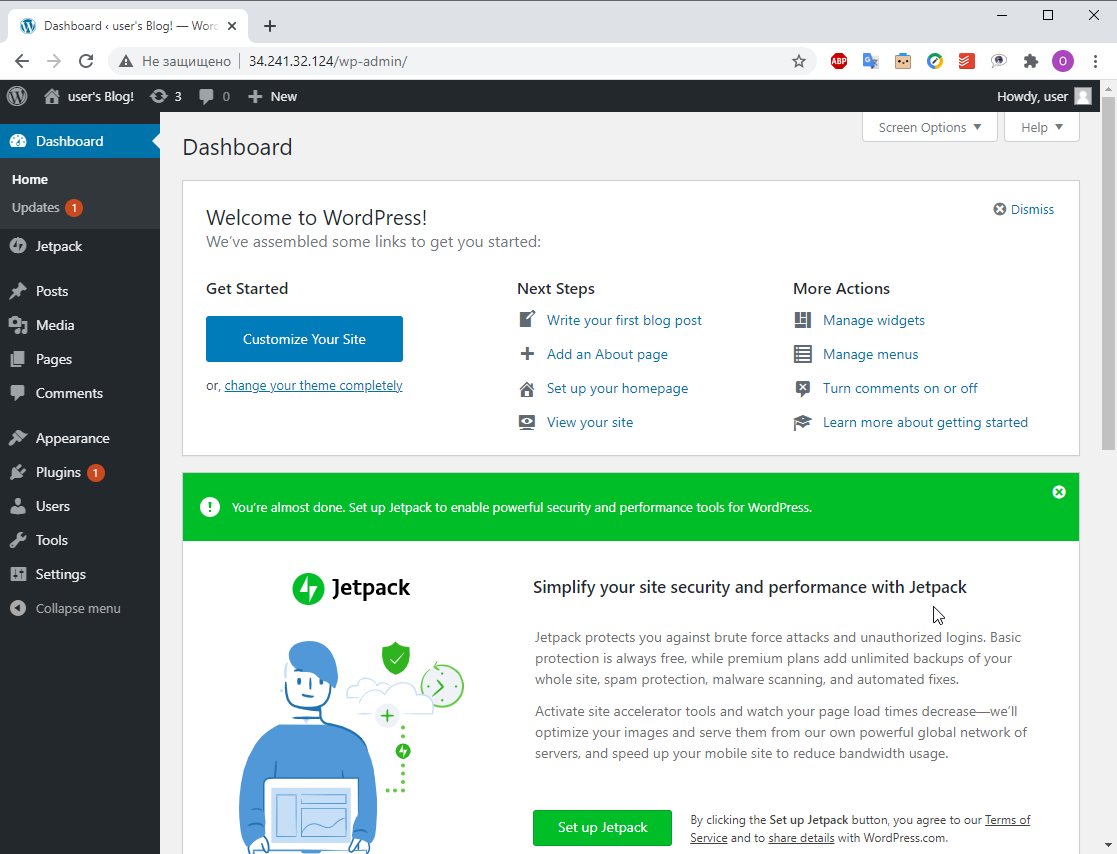 Dashboard ‹ user's Blog! — Worc
Не защищено
34.241.32.124/wp-admin/
ABP
O
user's Blog!
3
0
New
Howdy, user
Dashboard
Home
Updates 1
Jetpack
Posts
Media
Pages
Comments
Appearance
Plugins 1
Users
Tools
Settings
Collapse menu
Screen Options
Help
Dashboard
Welcome to WordPress!
Dismiss
We've assembled some links to get you started:
Get Started
Customize Your Site
or, change your theme completely
Next Steps
Write your first blog post
Add an About page
Set up your homepage
View your site
More Actions
Manage widgets
Manage menus
Turn comments on or off
Learn more about getting started
You're almost done. Set up Jetpack to enable powerful security and performance tools for WordPress.
Jetpack
Simplify your site security and performance with Jetpack
Jetpack protects you against brute force attacks and unauthorized logins. Basic
protection is always free, while premium plans add unlimited backups of your
whole site, spam protection, malware scanning, and automated fixes.
Activate site accelerator tools and watch your page load times decrease—we'll
optimize your images and serve them from our own powerful global network of
servers, and speed up your mobile site to reduce bandwidth usage.
Set up Jetpack
By clicking the Set up Jetpack button, you agree to our Terms of
Service and to share details with WordPress.com.